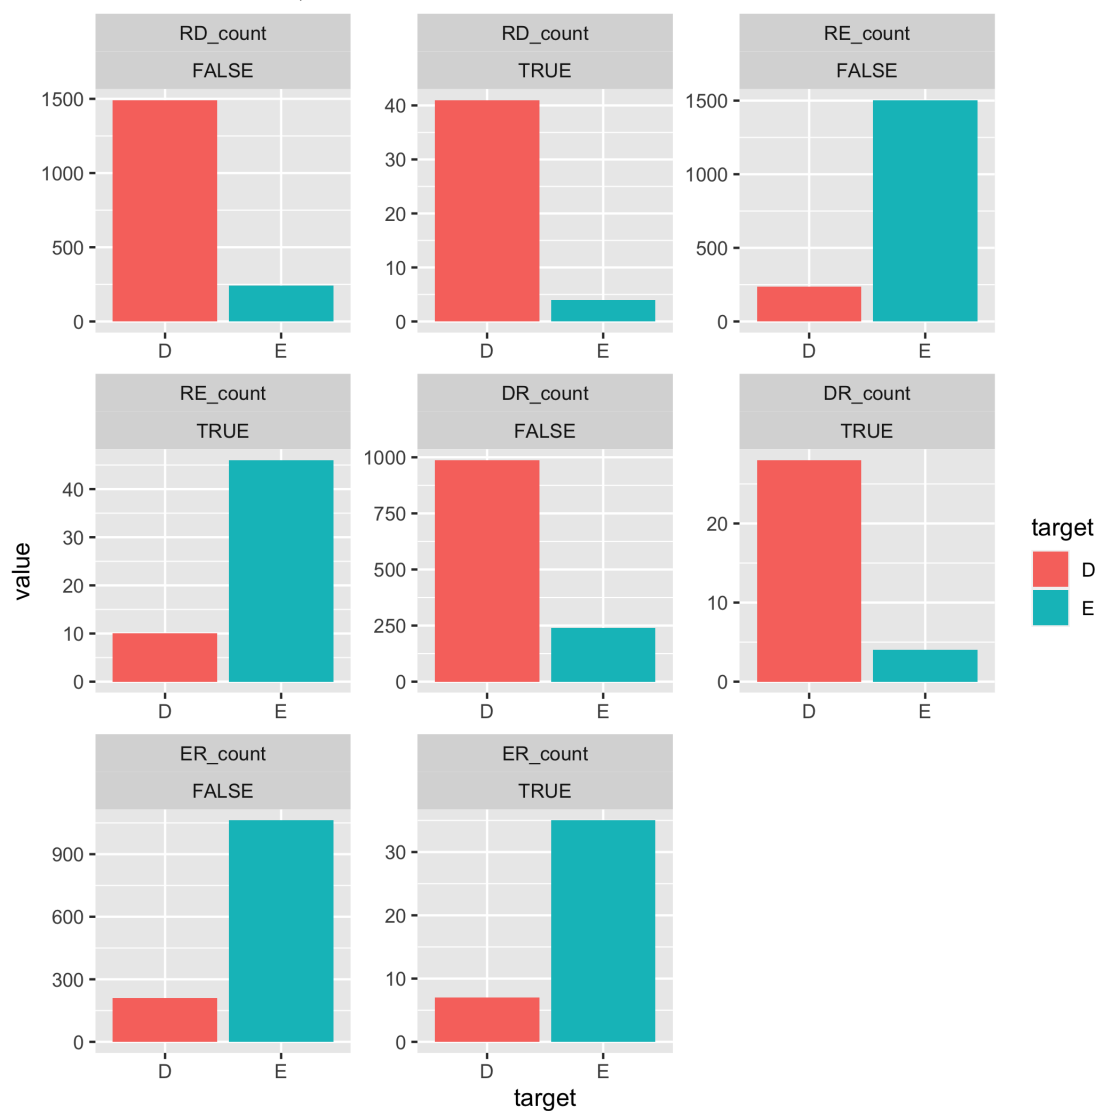 RD_count
FALSE
1500
1000
500
0
D E
RD_count
TRUE
40
30
20
10
0
D E
RE_count
FALSE
1500
1000
500
0
D E
RE_count
TRUE
40
30
20
10
0
D E
DR_count
FALSE
1000
750
500
250
0
D E
DR_count
TRUE
20
10
0
D E
ER_count
FALSE
900
600
300
0
D E
ER_count
TRUE
30
20
10
0
D E
value
target
target
D
E